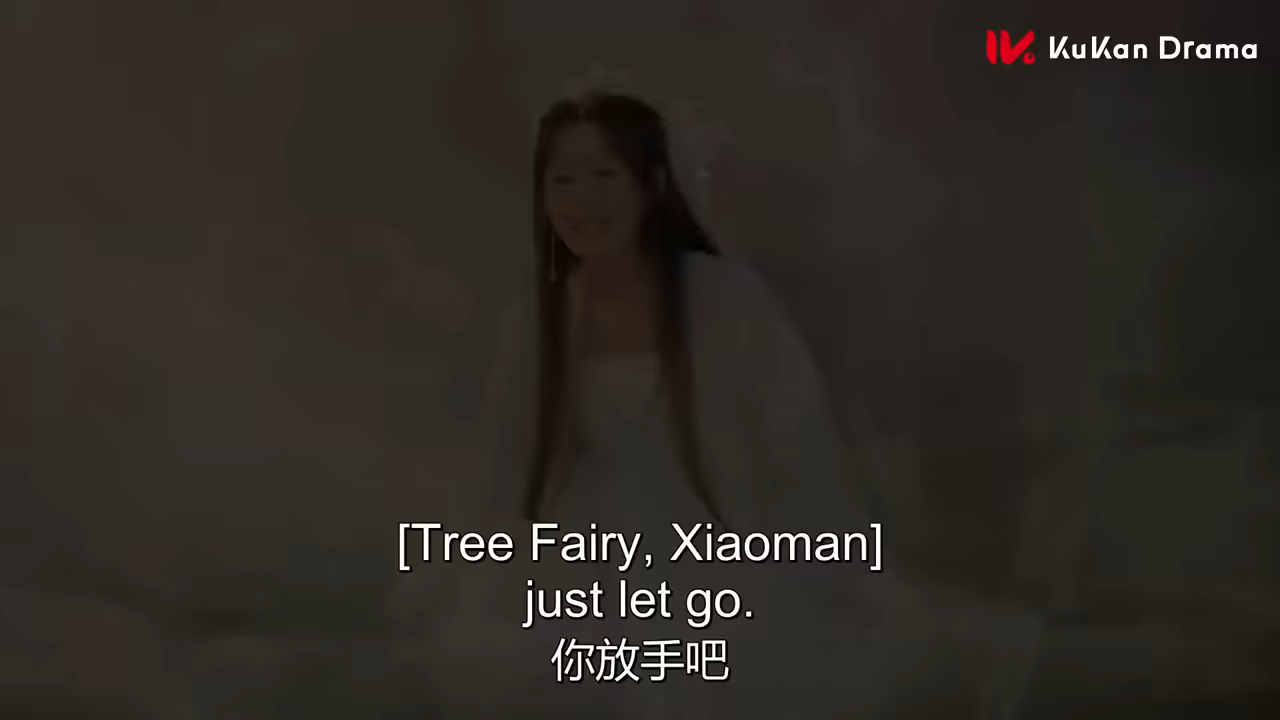 KuKan Drama
[Tree Fairy, Xiaoman]
just let go.
你放手吧